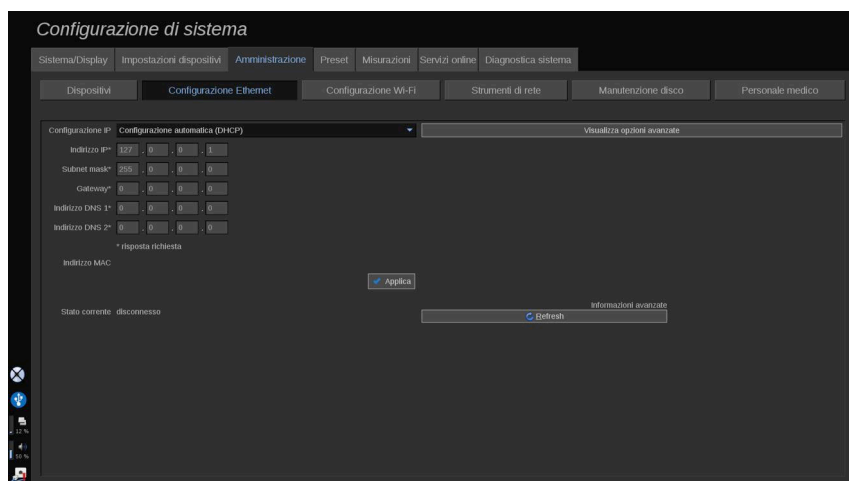 Configurazione di sistema
Sistema/Display Impostazioni dispositivi Amministrazione Preset Misurazioni Servizi online Diagnostica sistema
Dispositivi Configurazione Ethernet Configurazione Wi-Fi Strumenti di rete Manutenzione disco Personale medico
Configurazione IP Configurazione automatica (DHCP) Visualizza opzioni avanzate
Indirizzo IP* 127 . 0 . 0 . 1
Subnet mask* 255 . 0 . 0 . 0
Gateway* 0 . 0 . 0 . 0
Indirizzo DNS 1* 0 . 0 . 0 . 0
Indirizzo DNS 2* 0 . 0 . 0 . 0
* risposta richiesta
Indirizzo MAC
Applica
Informazioni avanzate
Stato corrente disconnesso
Refresh
12 %
50 %